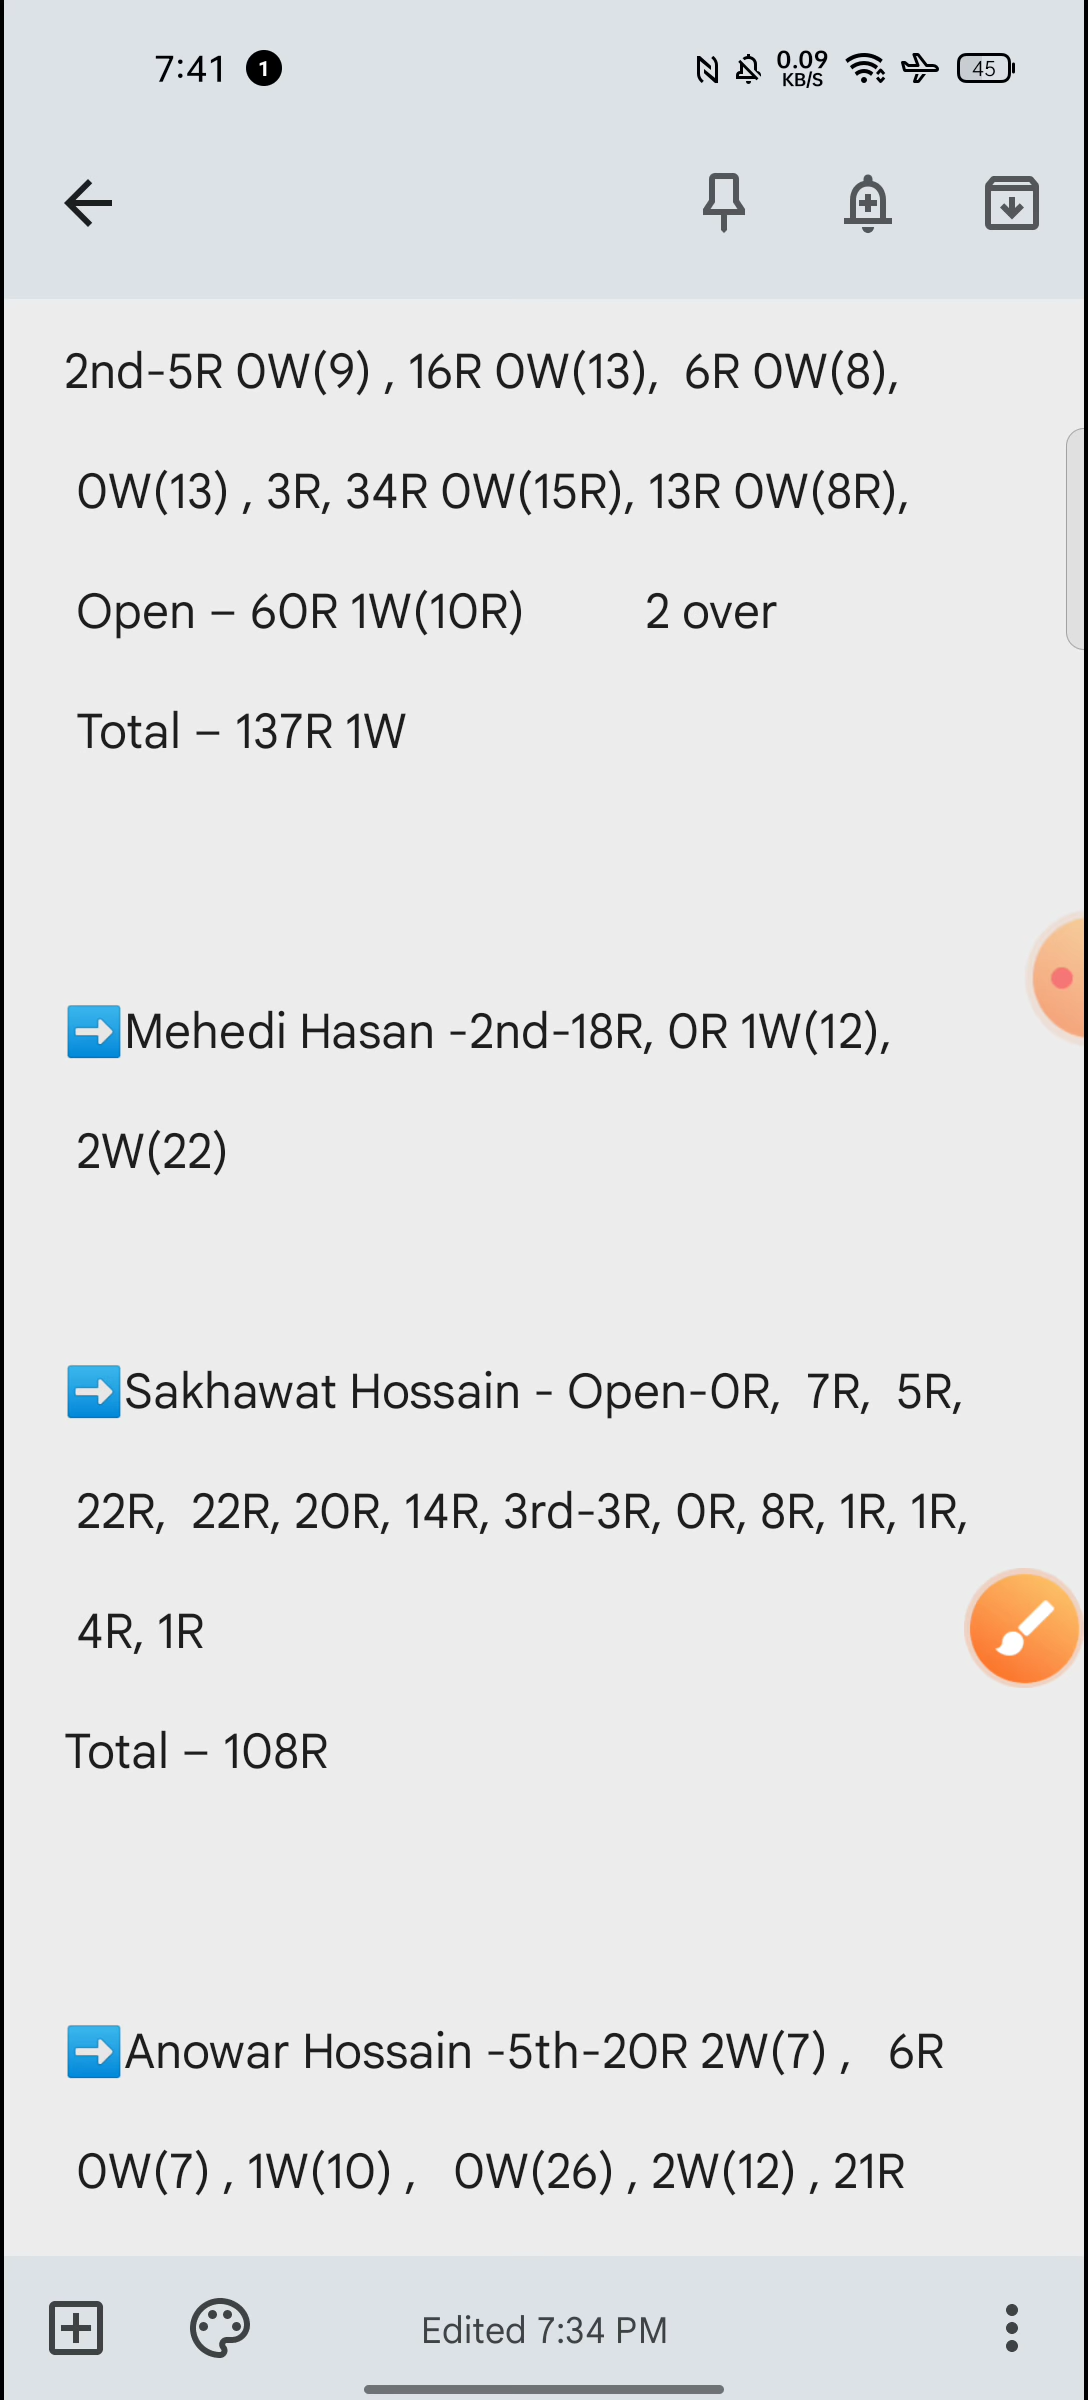 7:41 1 0.09 KB/S 45
2nd-5R 0W(9) , 16R 0W(13),  6R 0W(8),
0W(13) , 3R, 34R 0W(15R), 13R 0W(8R),
Open – 60R 1W(10R)          2 over
Total – 137R 1W
➡️Mehedi Hasan -2nd-18R, 0R 1W(12),
2W(22)
➡️Sakhawat Hossain - Open-0R,  7R,  5R,
22R,  22R, 20R, 14R, 3rd-3R, 0R, 8R, 1R, 1R,
4R, 1R
Total – 108R
➡️Anowar Hossain -5th-20R 2W(7) ,   6R
0W(7) , 1W(10) ,   0W(26) , 2W(12) , 21R
Edited 7:34 PM